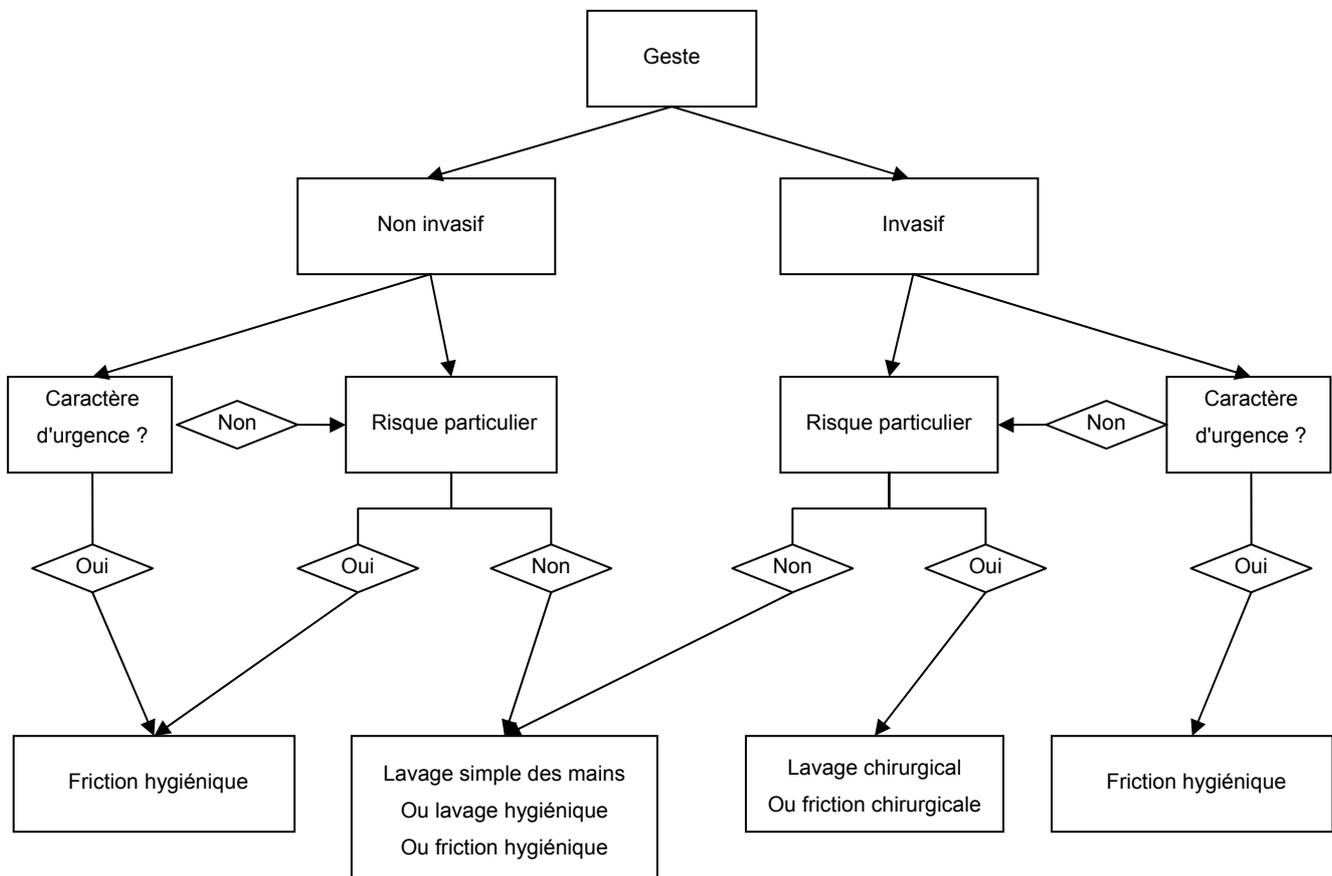 Geste
Non invasif
Invasif
Caractère
d'urgence ?
Non
Risque particulier
Risque particulier
Non
Caractère
d'urgence ?
Oui
Oui
Non
Non
Oui
Oui
Friction hygiénique
Lavage simple des mains
Ou lavage hygiénique
Ou friction hygiénique
Lavage chirurgical
Ou friction chirurgicale
Friction hygiénique